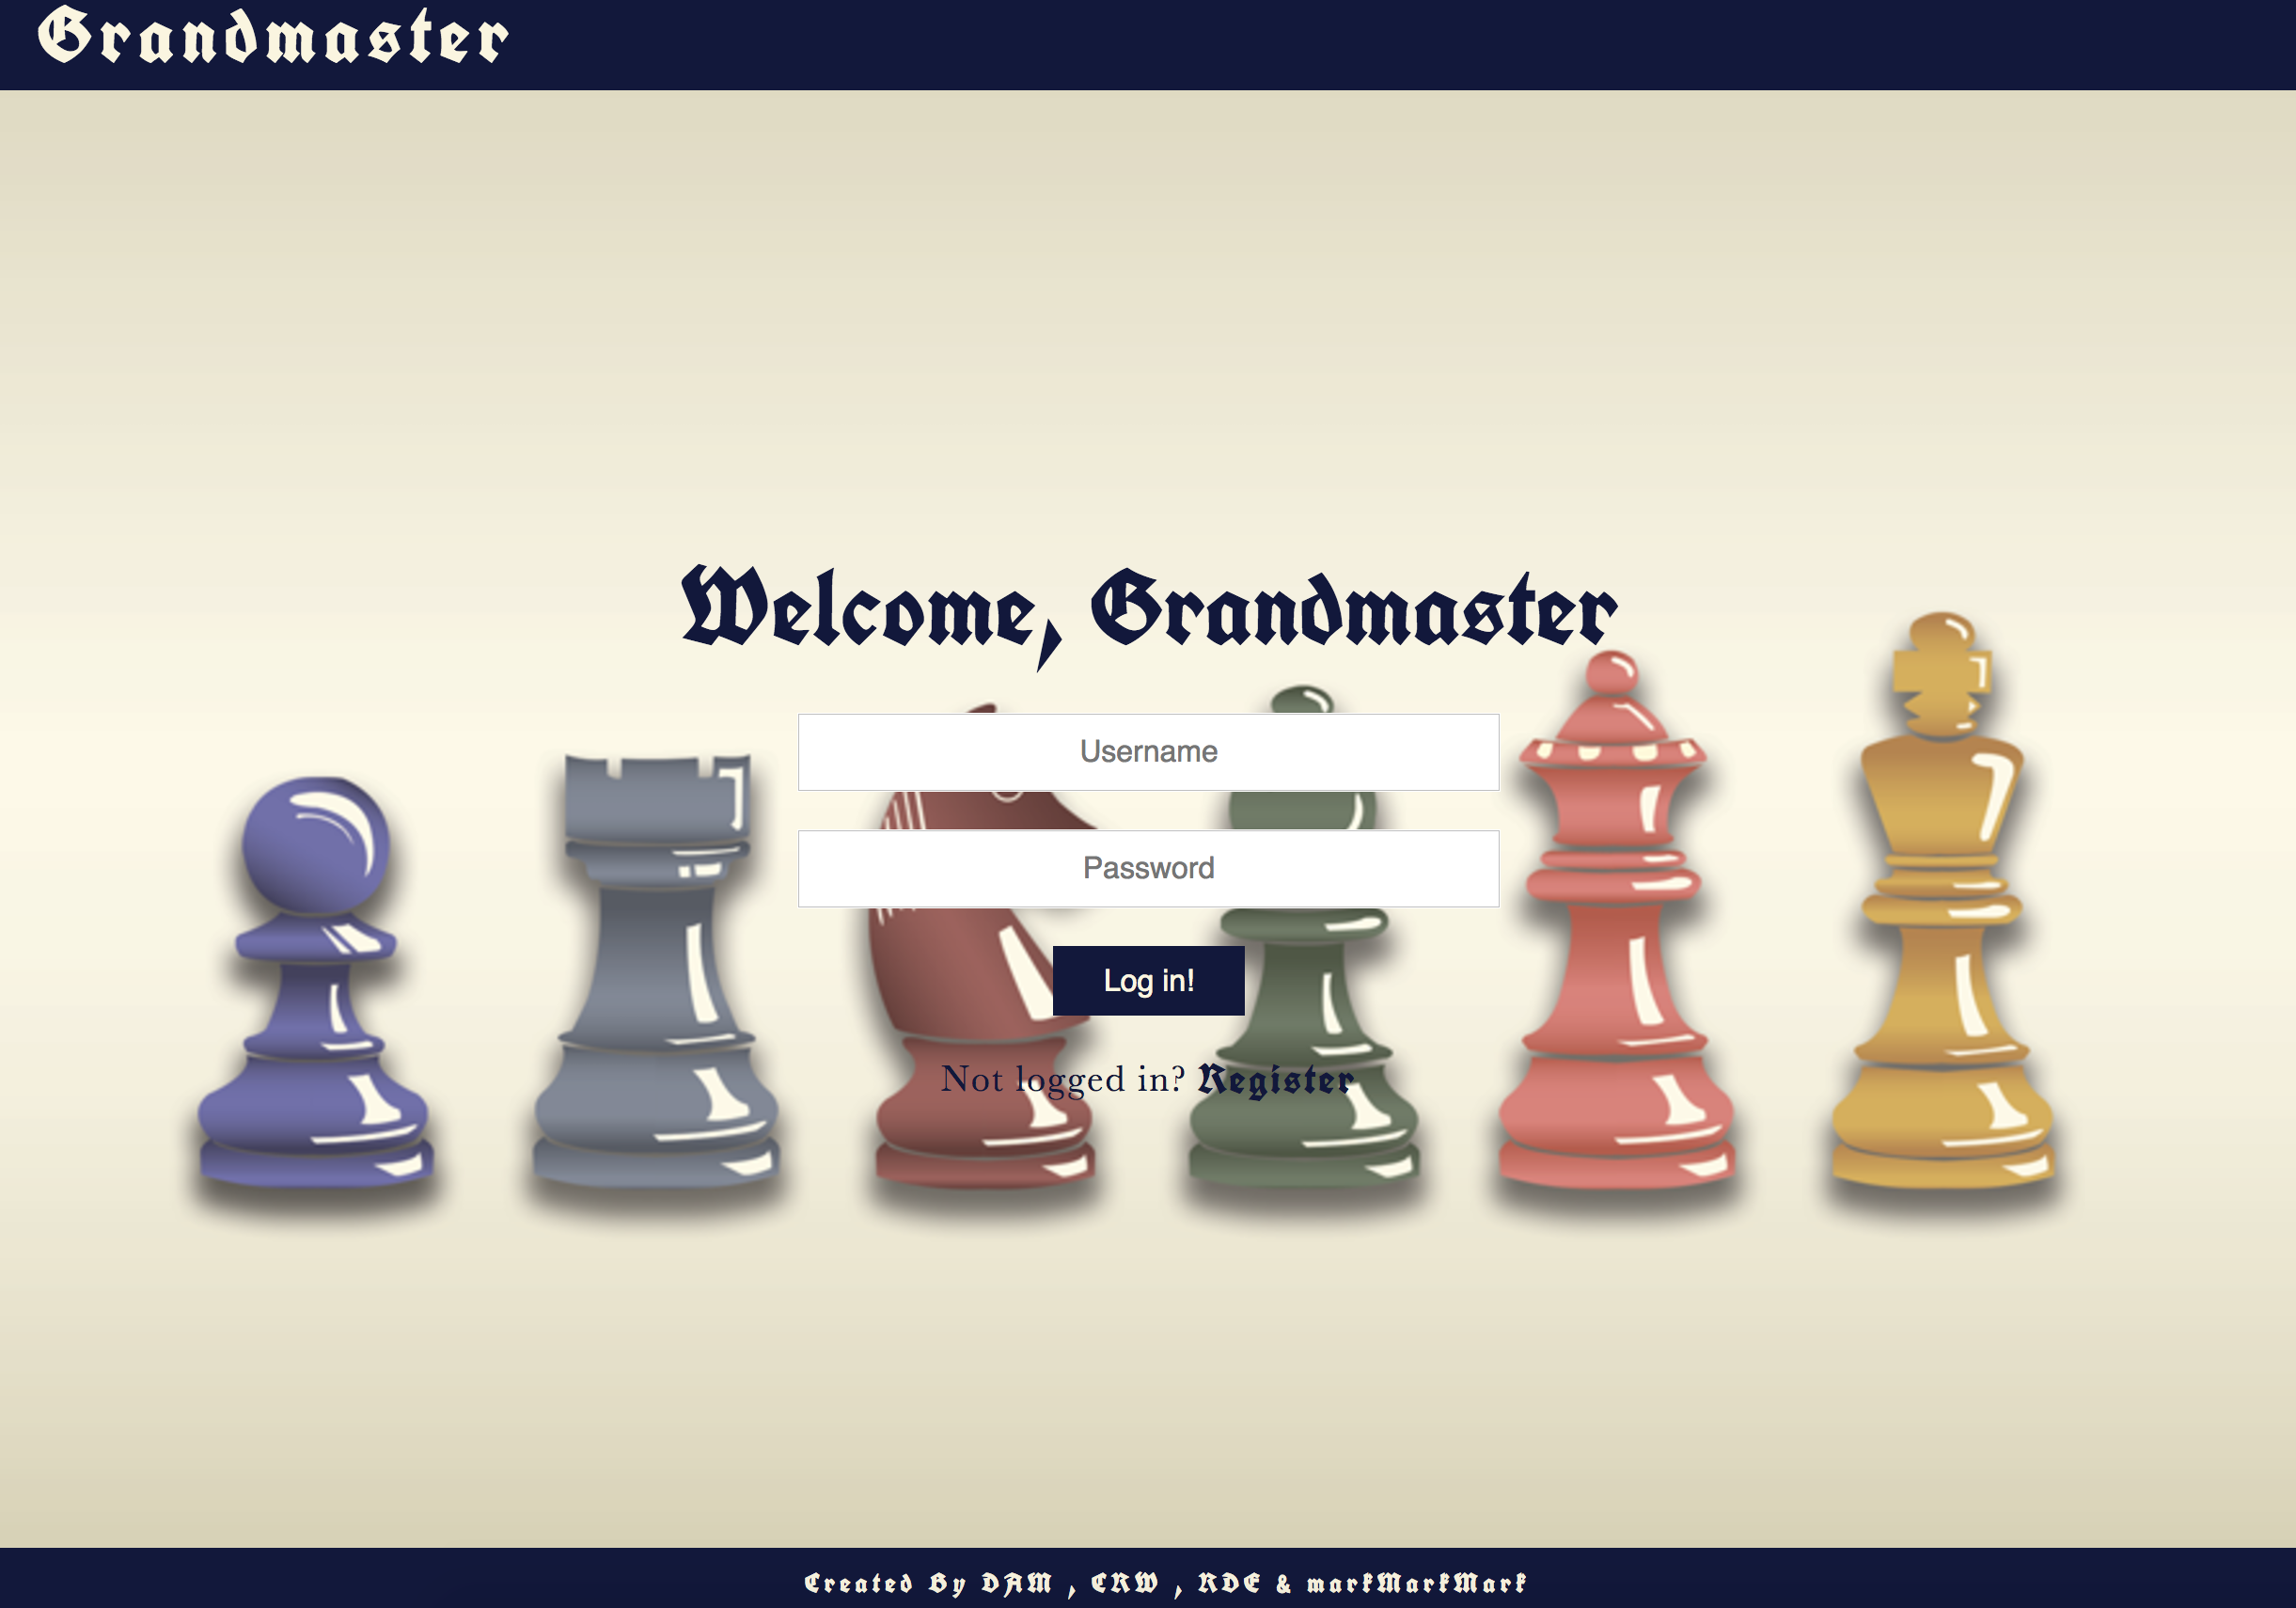 Grandmaster
Welcome, Grandmaster
Username
Password
Log in!
Not logged in? Register
Created By DAM , CRW , RDE & markMarkMark